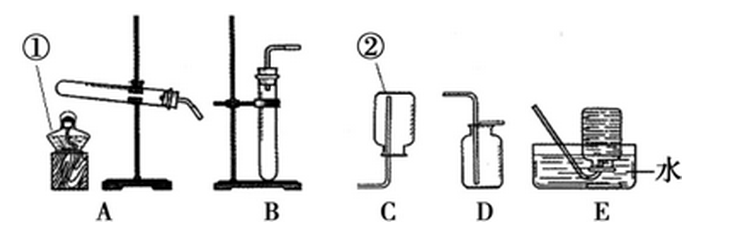 ① ②
水
A B C D E